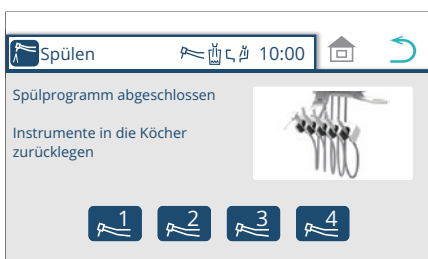 Spülen 10:00
Spülprogramm abgeschlossen
Instrumente in die Köcher
zurücklegen
1 2 3 4